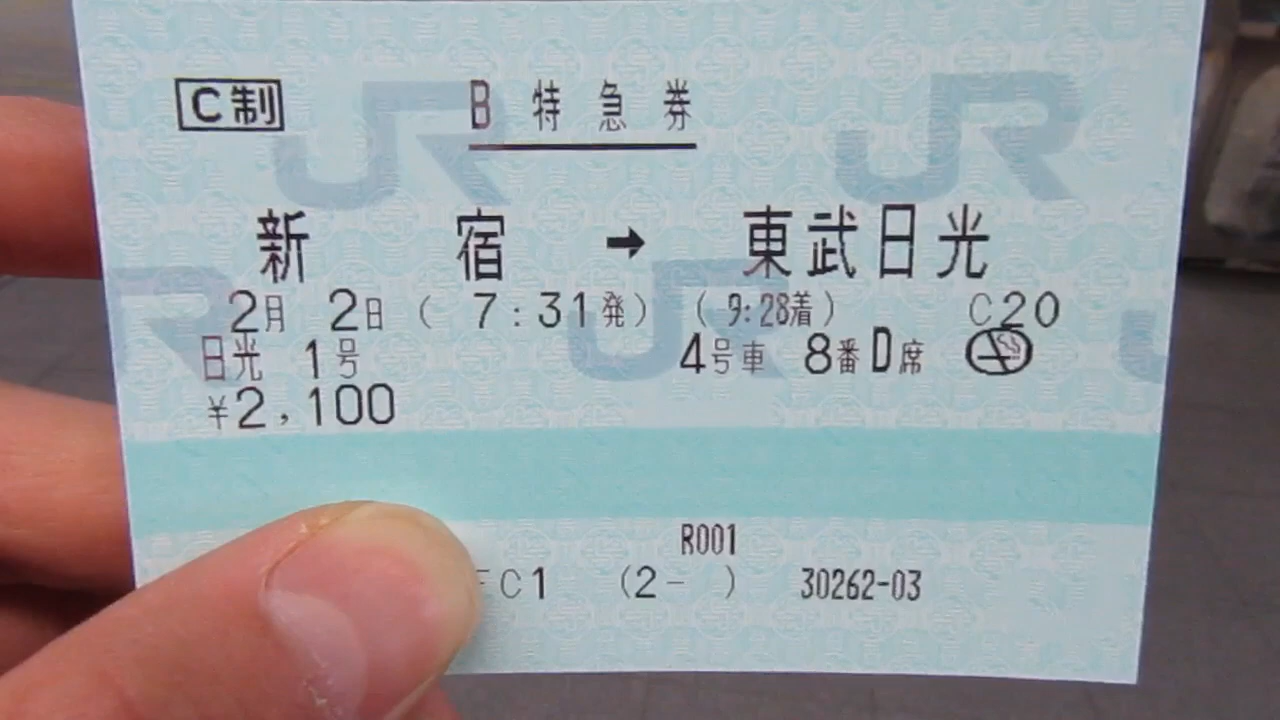 C制 B特急券
新 宿 → 東武日光
2月 2日 ( 7:31発) ( 9:28着) C20
日光 1号 4号車 8番D席
¥2,100
R001
C1 (2- ) 30262-03